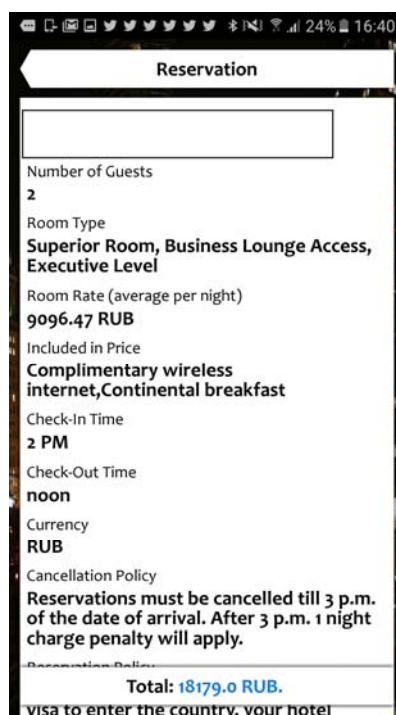 24% 16:40
Reservation
Number of Guests
2
Room Type
Superior Room, Business Lounge Access,
Executive Level
Room Rate (average per night)
9096.47 RUB
Included in Price
Complimentary wireless
internet,Continental breakfast
Check-In Time
2 PM
Check-Out Time
noon
Currency
RUB
Cancellation Policy
Reservations must be cancelled till 3 p.m.
of the date of arrival. After 3 p.m. 1 night
charge penalty will apply.
Reservation Policy
Total: 18179.0 RUB.
visa to enter the country, your hotel